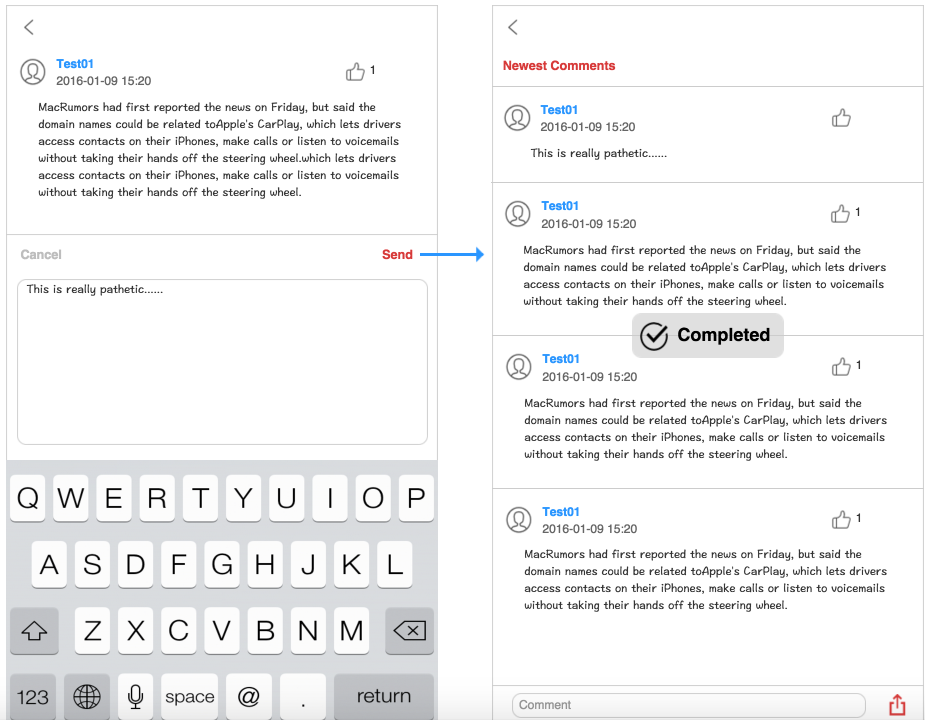 Test01
2016-01-09 15:20
1
MacRumors had first reported the news on Friday, but said the
domain names could be related toApple's CarPlay, which lets drivers
access contacts on their iPhones, make calls or listen to voicemails
without taking their hands off the steering wheel.which lets drivers
access contacts on their iPhones, make calls or listen to voicemails
without taking their hands off the steering wheel.
Cancel
Send
This is really pathetic......
Q W E R T Y U I O P
A S D F G H J K L
Z X C V B N M
123 space @ . return
Newest Comments
Test01
2016-01-09 15:20
This is really pathetic......
Test01
2016-01-09 15:20
1
MacRumors had first reported the news on Friday, but said the
domain names could be related toApple's CarPlay, which lets drivers
access contacts on their iPhones, make calls or listen to voicemails
without taking their hands off the steering wheel.
Completed
Test01
2016-01-09 15:20
1
MacRumors had first reported the news on Friday, but said the
domain names could be related toApple's CarPlay, which lets drivers
access contacts on their iPhones, make calls or listen to voicemails
without taking their hands off the steering wheel.
Test01
2016-01-09 15:20
1
MacRumors had first reported the news on Friday, but said the
domain names could be related toApple's CarPlay, which lets drivers
access contacts on their iPhones, make calls or listen to voicemails
without taking their hands off the steering wheel.
Comment